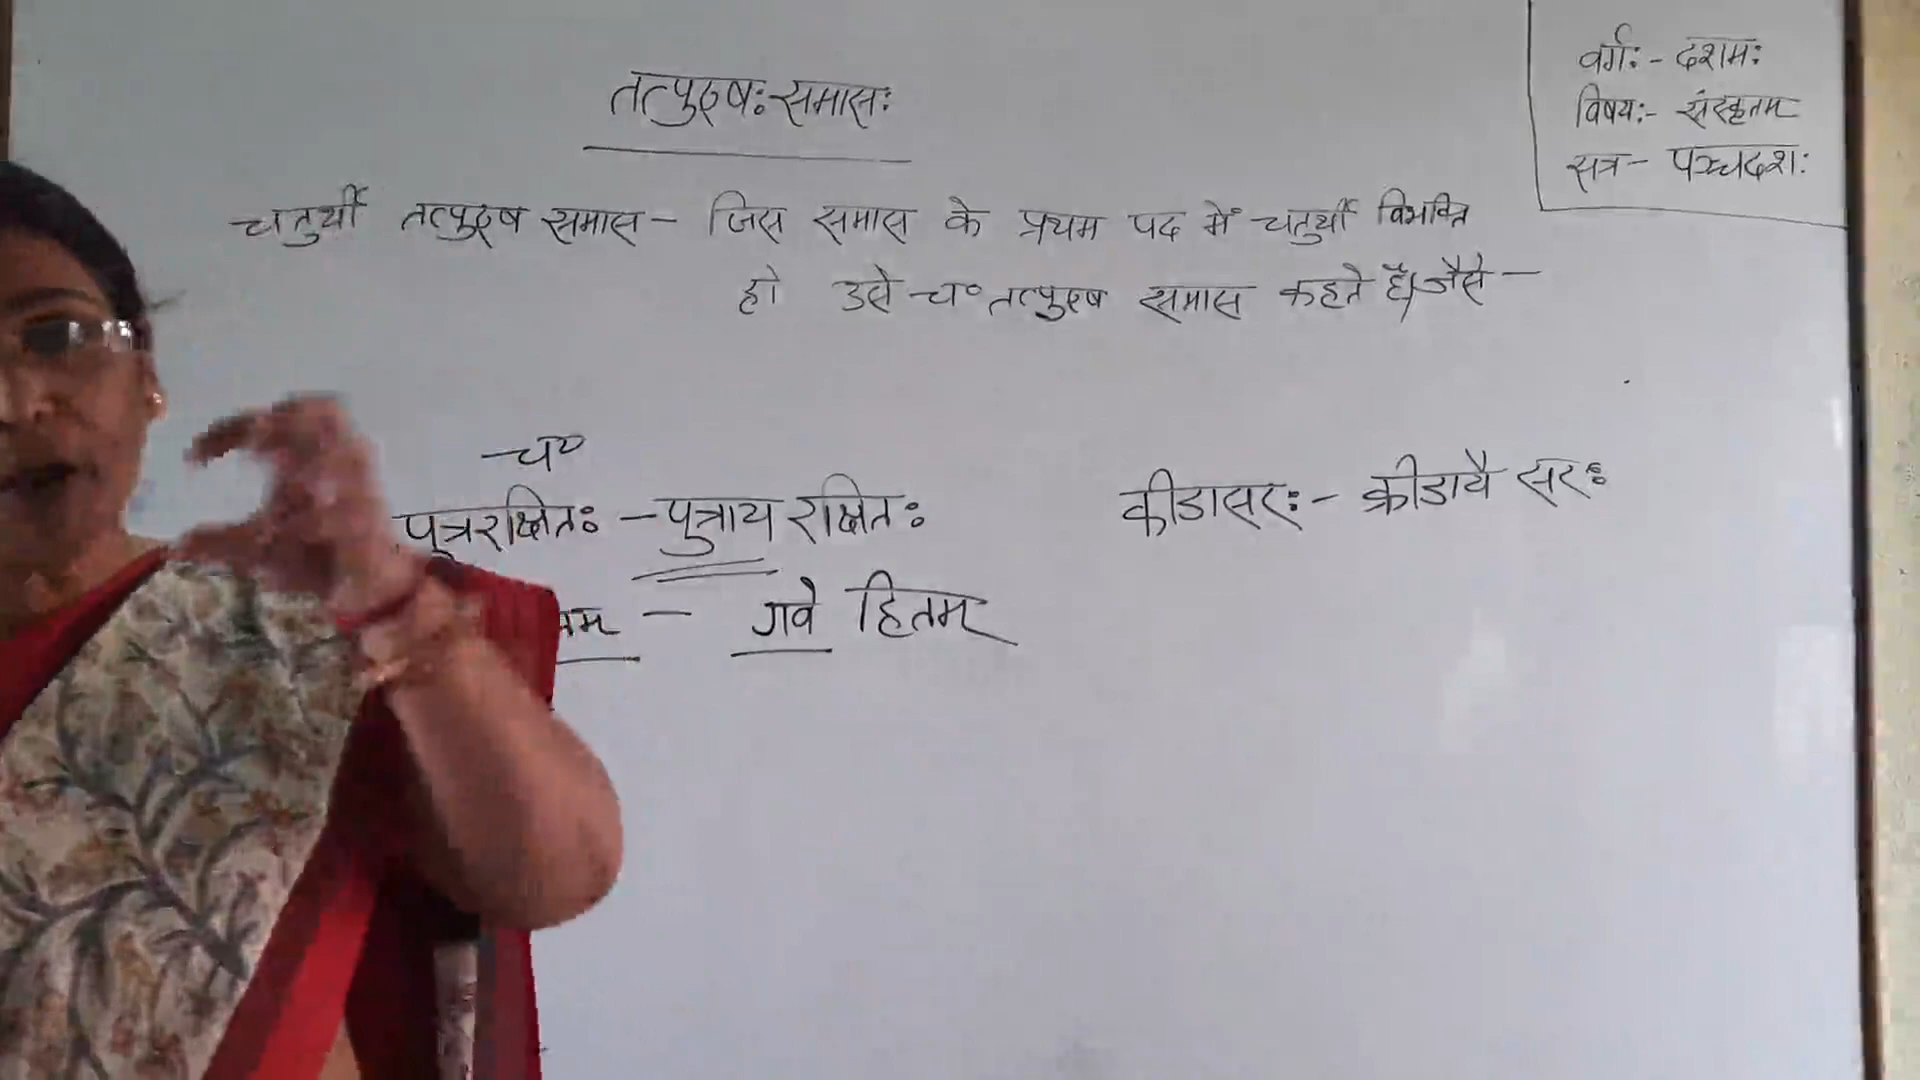 वर्गः - दशमः
विषयः - संस्कृतम
सत्र - पञ्चदशः
तत्पुरुषः समासः
चतुर्थी तत्पुरुष समास - जिस समास के प्रथम पद में चतुर्थी विभक्ति
हो उसे च० तत्पुरुष समास कहते हैं। जैसे -
च०
पुत्ररक्षितः - पुत्राय रक्षितः
गवे हितम्
कीडासरः - क्रीडायै सरः